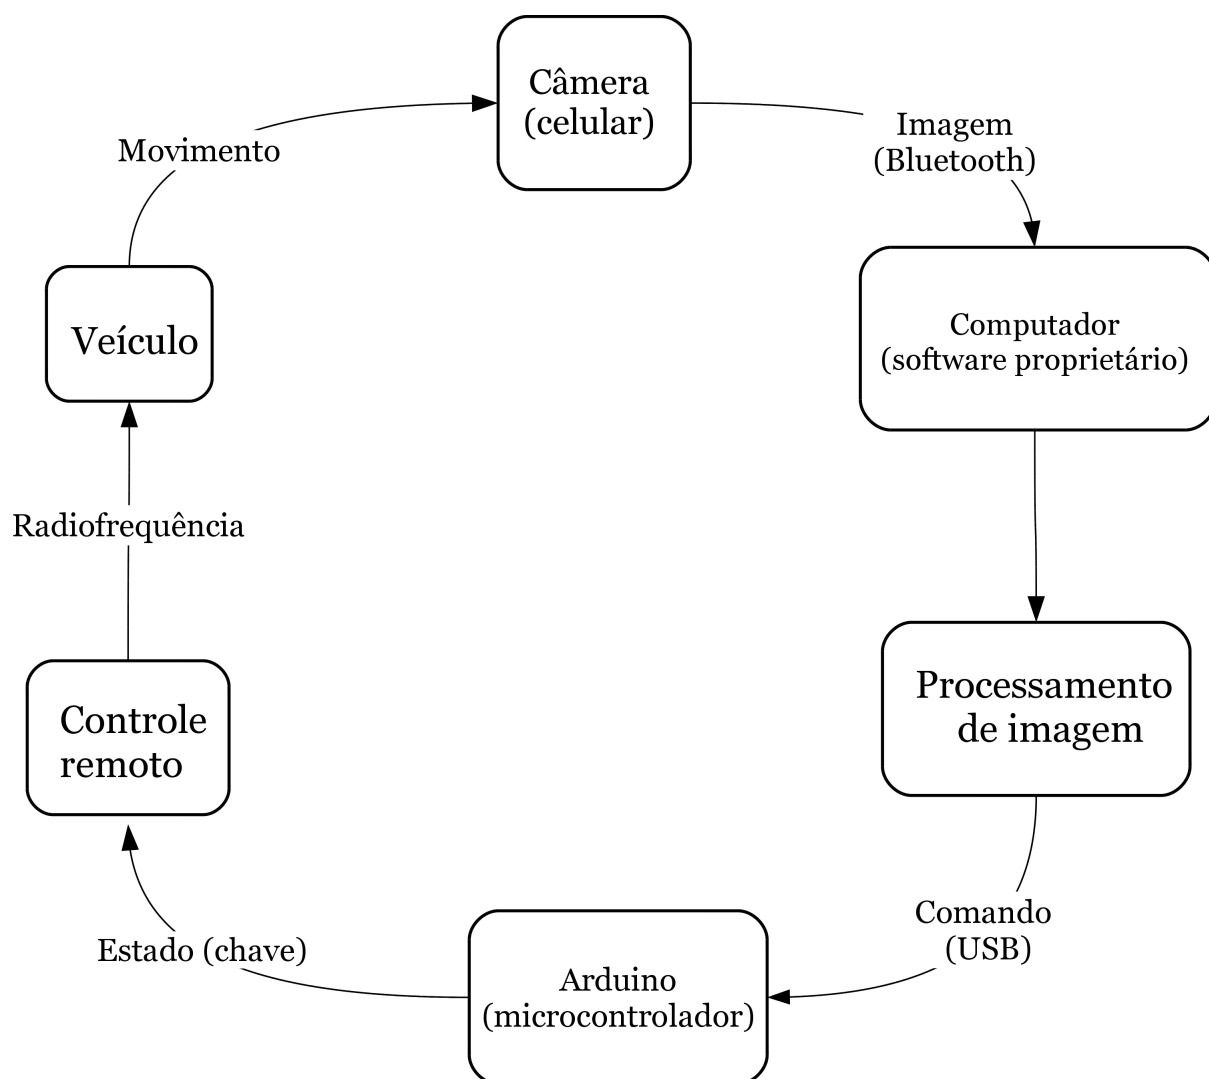 Câmera
(celular)
Imagem
(Bluetooth)
Movimento
Veículo
Computador
(software proprietário)
Radiofrequência
Processamento
de imagem
Controle
remoto
Comando
(USB)
Estado (chave)
Arduino
(microcontrolador)